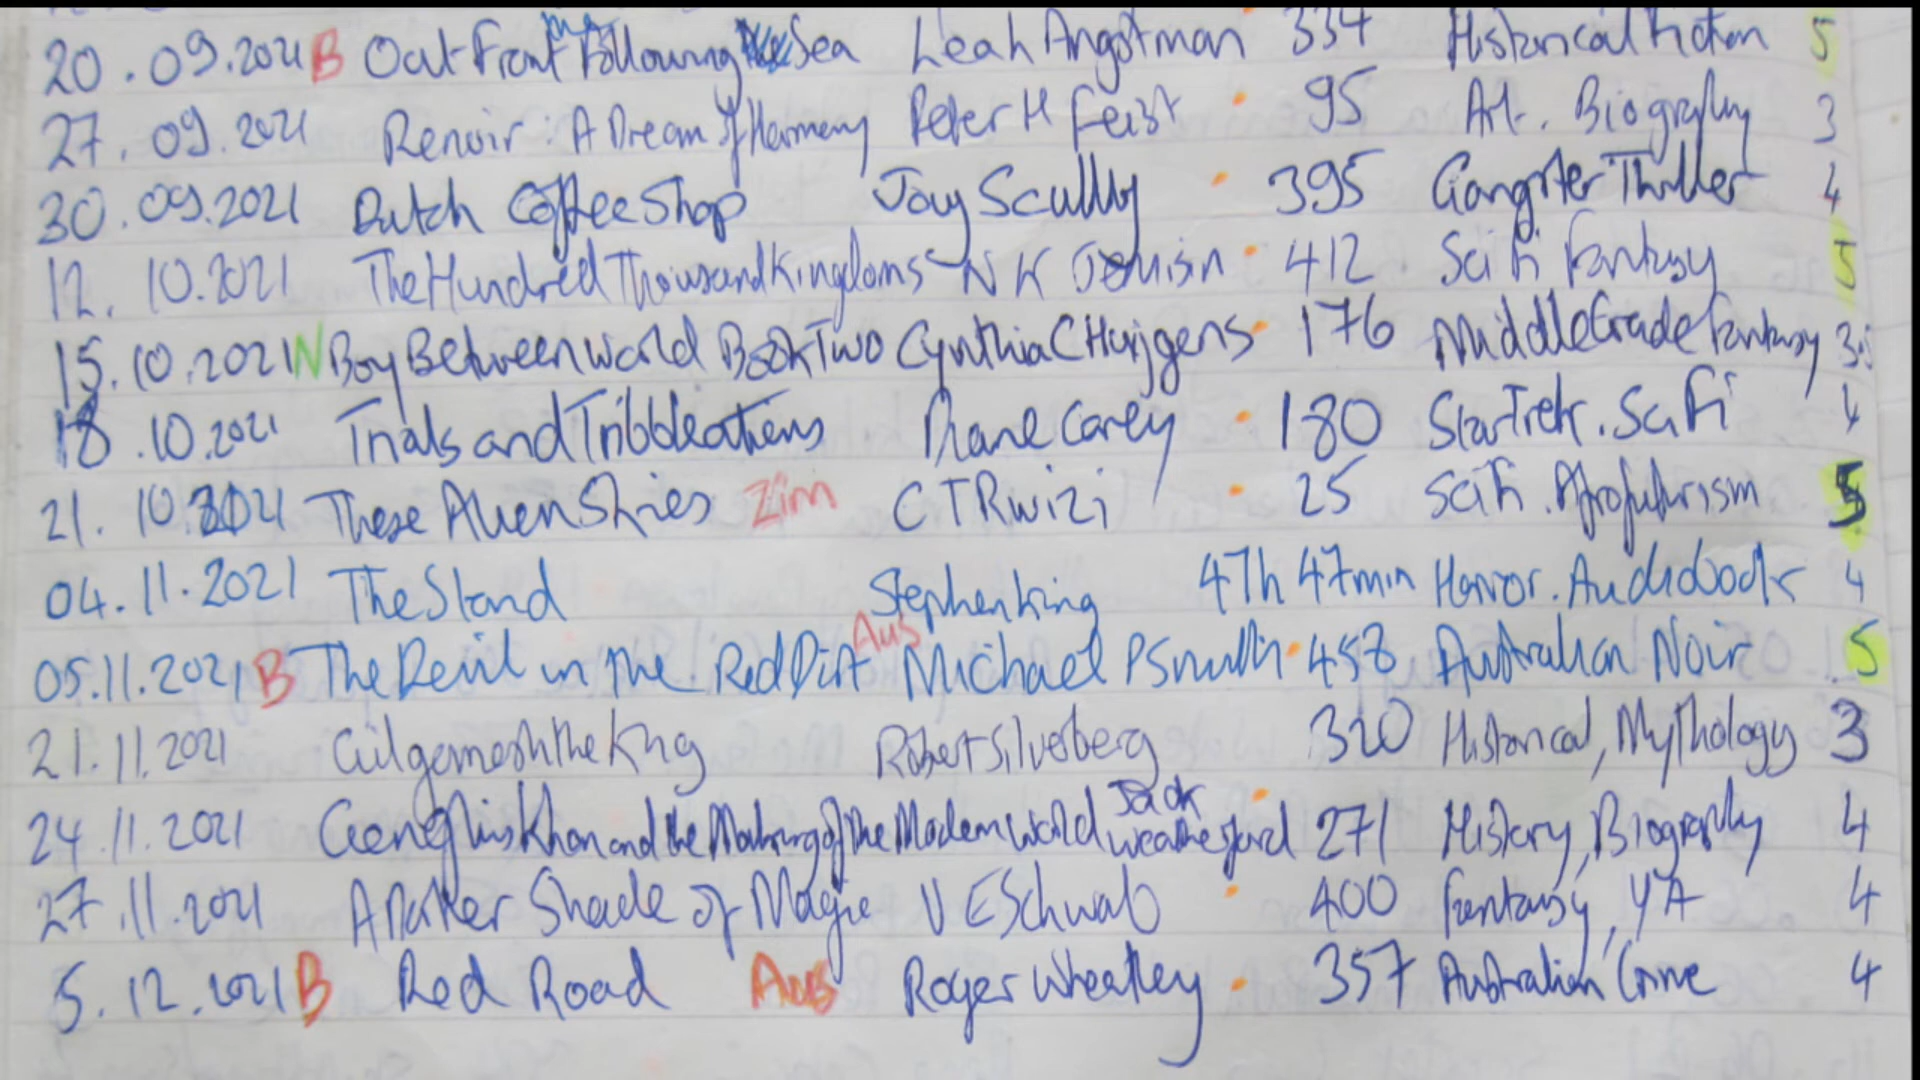 20.09.2021 B Out Front the Following Sea Leah Angstman 334 Historical Fiction 5
27.09.2021 Renoir: A Dream of Harmony Peter H Feist 95 Art. Biography 3
30.09.2021 Dutch Coffee Shop Jay Scully 395 Gangster Thriller 4
12.10.2021 The Hundred Thousand Kingdoms N K Jemisin 412 Sci Fi Fantasy 5
15.10.2021 N Boy Between World Book Two Cynthia C Huijgens 176 Middle Grade Fantasy 3.5
18.10.2021 Trials and Tribbleations Diane Carey 180 Star Trek. Sci Fi 4
21.10.2021 These Alien Skies Zim C T Rwizi 25 Sci Fi. Afrofuturism 5
04.11.2021 The Stand Stephen King 47h 47min Horror. Audiobook 4
05.11.2021 B The Devil in the Red Dirt Aus Michael P Smith 458 Australian Noir 5
21.11.2021 Gilgamesh the King Robert Silverberg 320 Historical, Mythology 3
24.11.2021 Genghis Khan and the Making of the Modern World Jack Weatherford 271 History, Biography 4
27.11.2021 A Darker Shade of Magic V E Schwab 400 Fantasy, YA 4
5.12.2021 B Red Road Aus Roger Wheatley 357 Australian Crime 4